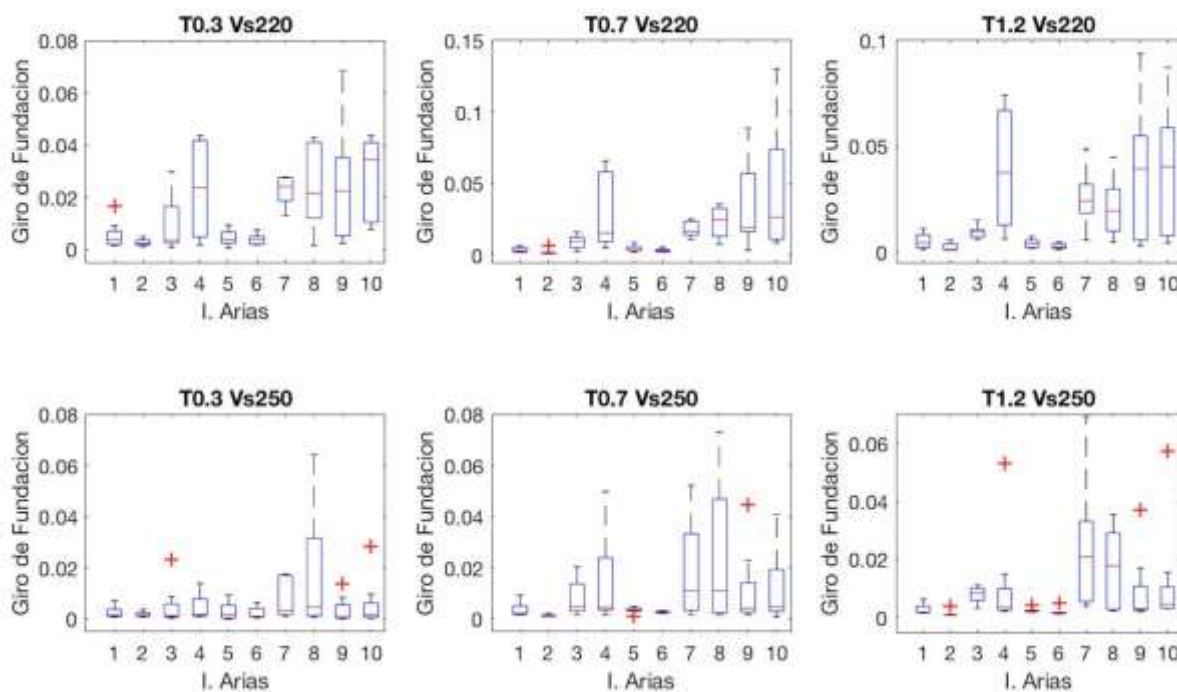 T0.3 Vs220
Giro de Fundacion
0.08
0.06
0.04
0.02
0
1 2 3 4 5 6 7 8 9 10
I. Arias
T0.7 Vs220
Giro de Fundacion
0.15
0.1
0.05
0
1 2 3 4 5 6 7 8 9 10
I. Arias
T1.2 Vs220
Giro de Fundacion
0.1
0.05
0
1 2 3 4 5 6 7 8 9 10
I. Arias
T0.3 Vs250
Giro de Fundacion
0.08
0.06
0.04
0.02
0
1 2 3 4 5 6 7 8 9 10
I. Arias
T0.7 Vs250
Giro de Fundacion
0.08
0.06
0.04
0.02
0
1 2 3 4 5 6 7 8 9 10
I. Arias
T1.2 Vs250
Giro de Fundacion
0.06
0.04
0.02
0
1 2 3 4 5 6 7 8 9 10
I. Arias